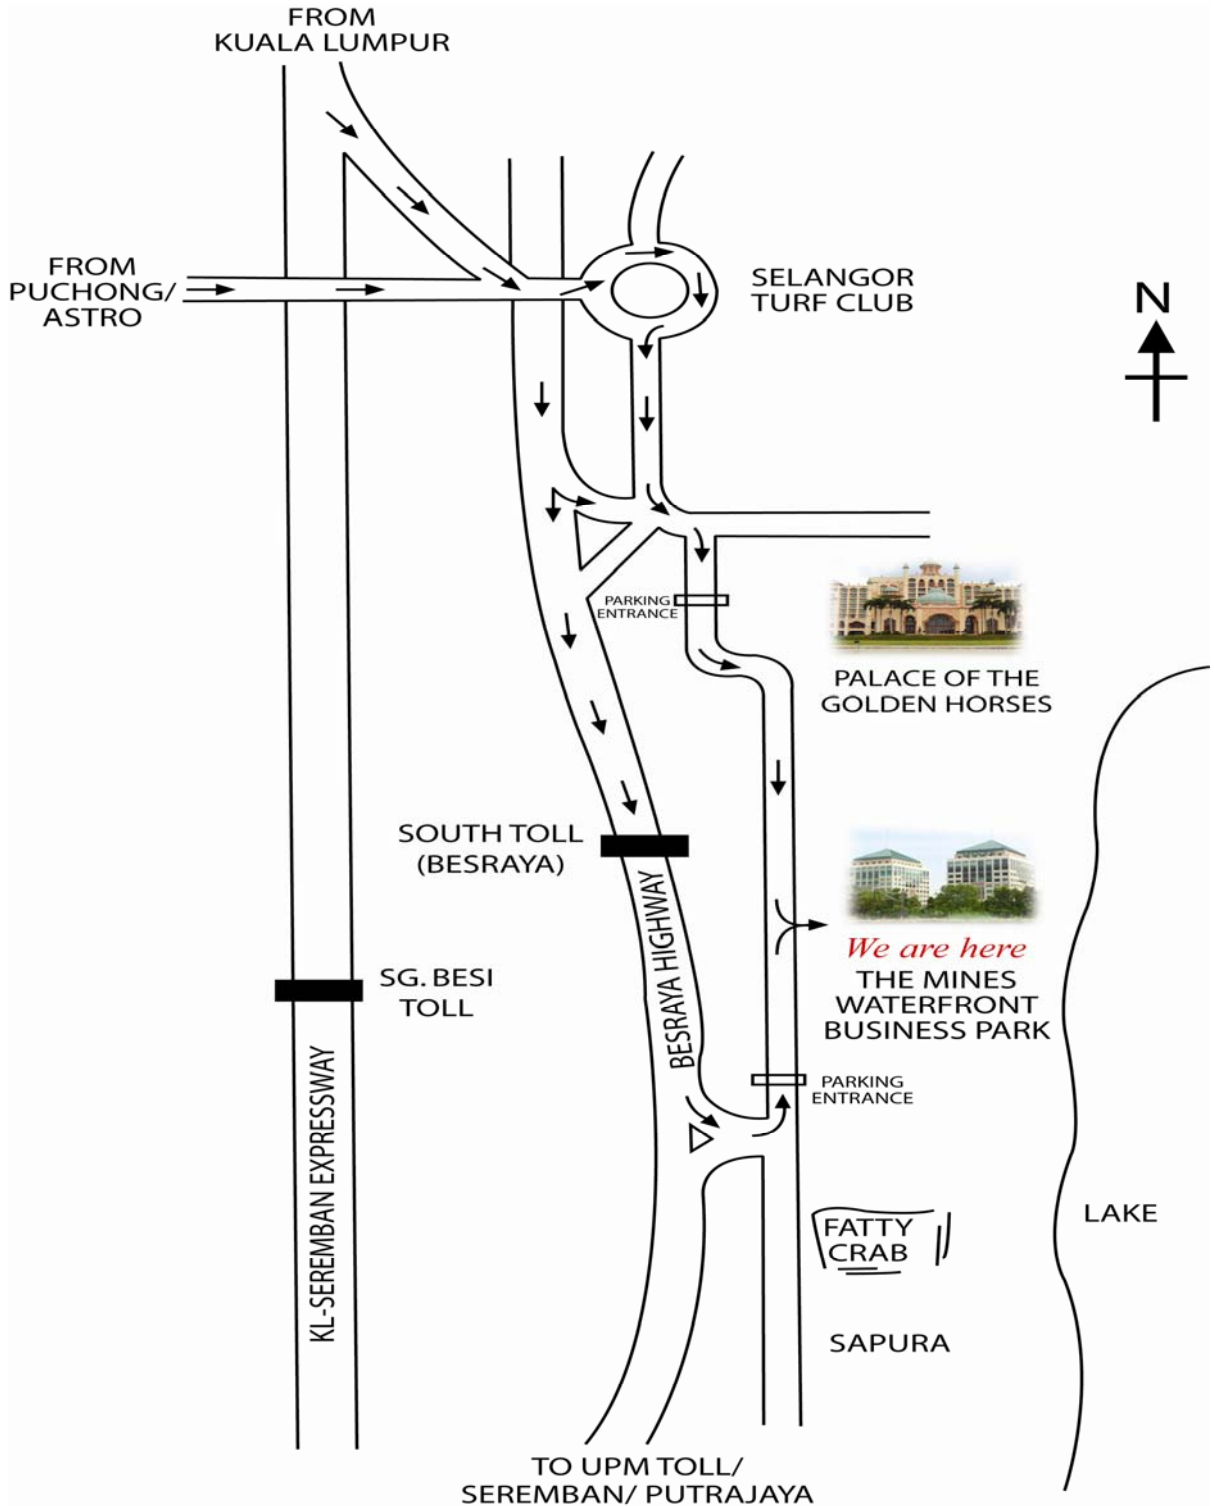 FROM
KUALA LUMPUR
FROM
PUCHONG/
ASTRO
SELANGOR
TURF CLUB
N
PARKING
ENTRANCE
PALACE OF THE
GOLDEN HORSES
SOUTH TOLL
(BESRAYA)
BESRAYA HIGHWAY
We are here
THE MINES
WATERFRONT
BUSINESS PARK
SG. BESI
TOLL
KL-SEREMBAN EXPRESSWAY
PARKING
ENTRANCE
FATTY
CRAB
LAKE
SAPURA
TO UPM TOLL/
SEREMBAN/ PUTRAJAYA